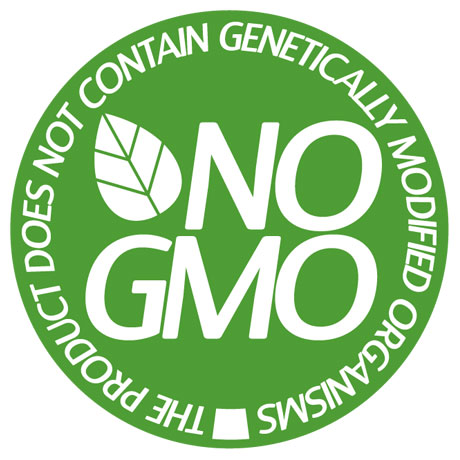 THE PRODUCT DOES NOT CONTAIN GENETICALLY MODIFIED ORGANISMS
NO
GMO